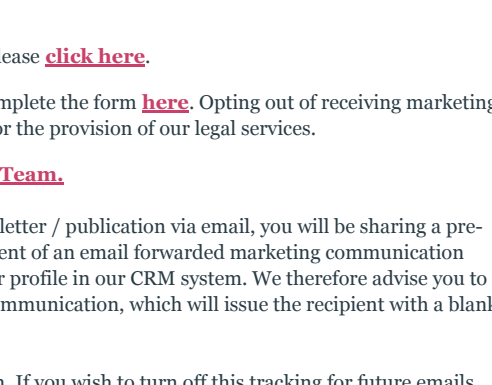 lease click here.
mplete the form here. Opting out of receiving marketing
or the provision of our legal services.
Team.
letter / publication via email, you will be sharing a pre-
ent of an email forwarded marketing communication
r profile in our CRM system. We therefore advise you to
mmunication, which will issue the recipient with a blank
n. If you wish to turn off this tracking for future emails